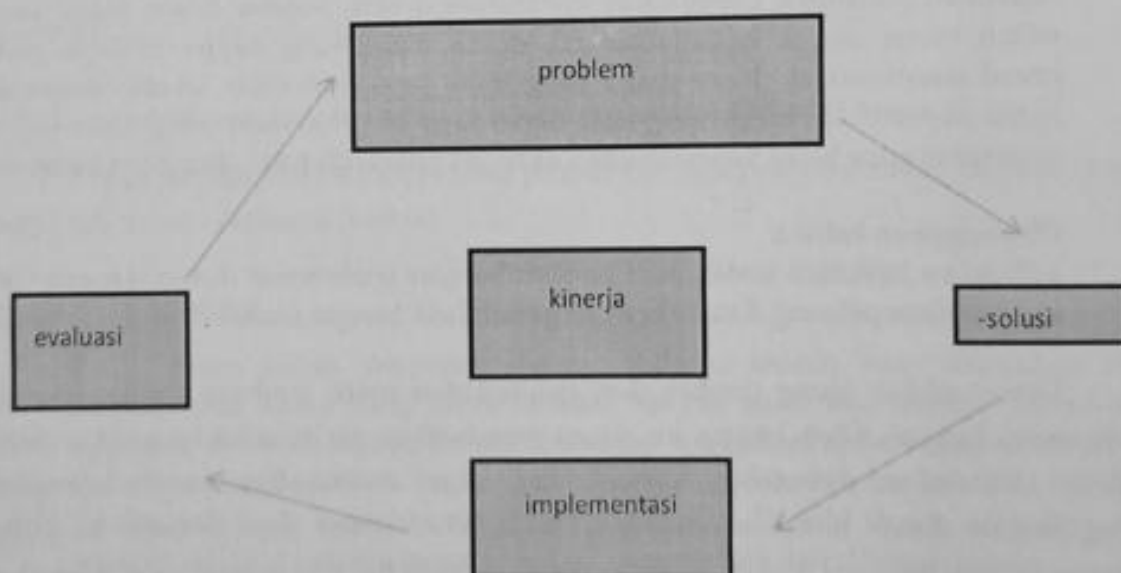 problem
kinerja
evaluasi
-solusi
implementasi